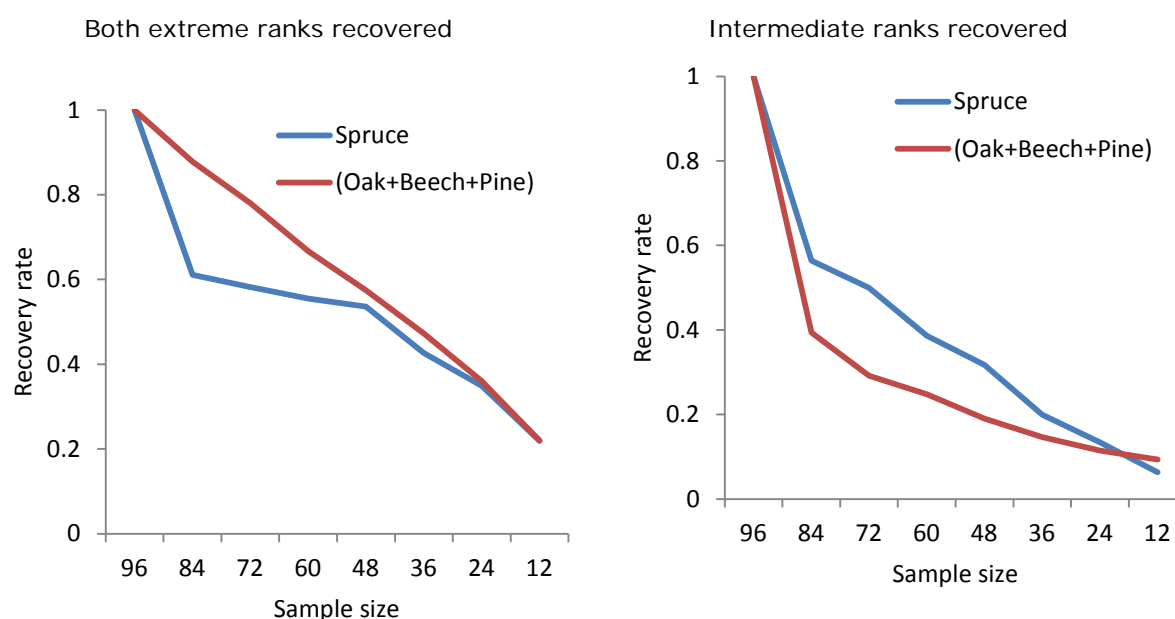 Both extreme ranks recovered
1
0.8
0.6
0.4
0.2
0
Recovery rate
Spruce
(Oak+Beech+Pine)
96 84 72 60 48 36 24 12
Sample size
Intermediate ranks recovered
1
0.8
0.6
0.4
0.2
0
Recovery rate
Spruce
(Oak+Beech+Pine)
96 84 72 60 48 36 24 12
Sample size